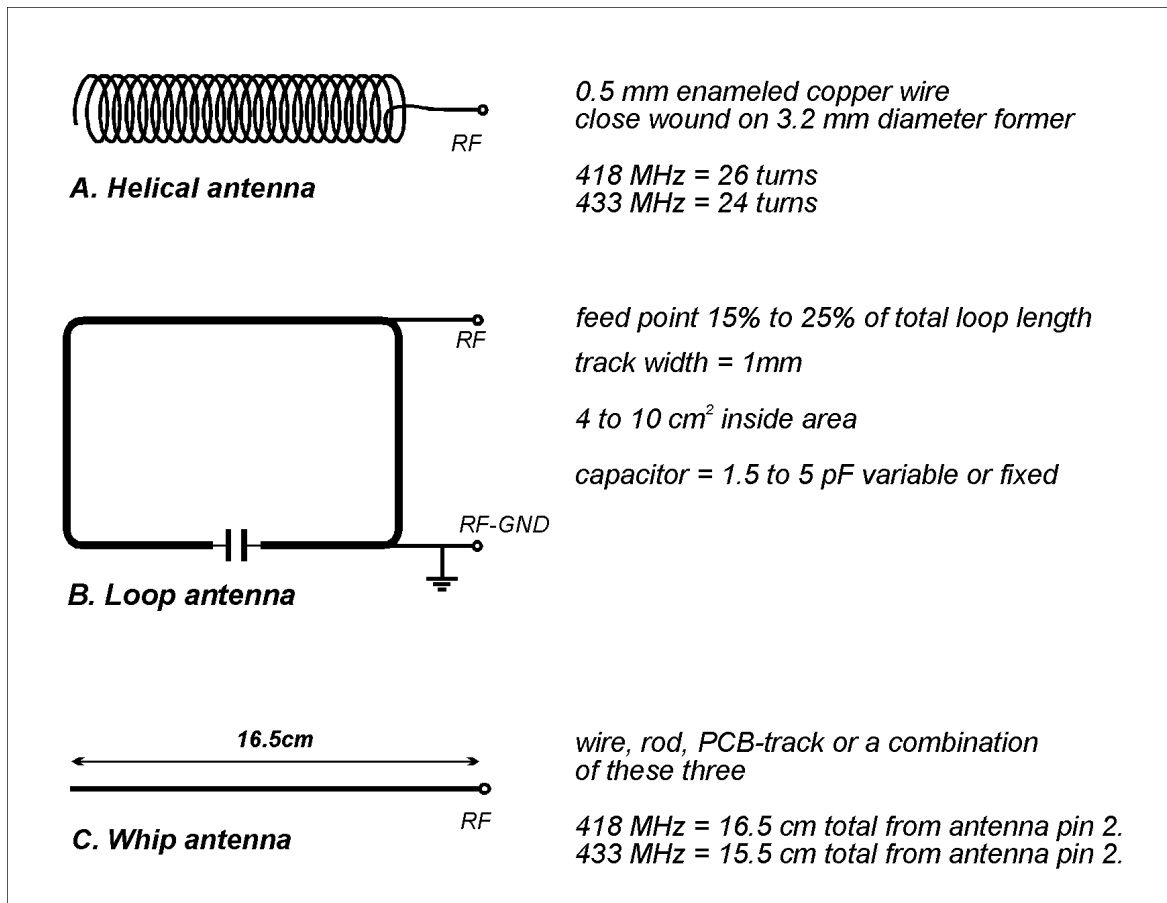 0.5 mm enameled copper wire
close wound on 3.2 mm diameter former
RF
418 MHz = 26 turns
433 MHz = 24 turns
A. Helical antenna
feed point 15% to 25% of total loop length
RF
track width = 1mm
4 to 10 cm² inside area
capacitor = 1.5 to 5 pF variable or fixed
RF-GND
B. Loop antenna
16.5cm
wire, rod, PCB-track or a combination
of these three
RF
C. Whip antenna
418 MHz = 16.5 cm total from antenna pin 2.
433 MHz = 15.5 cm total from antenna pin 2.